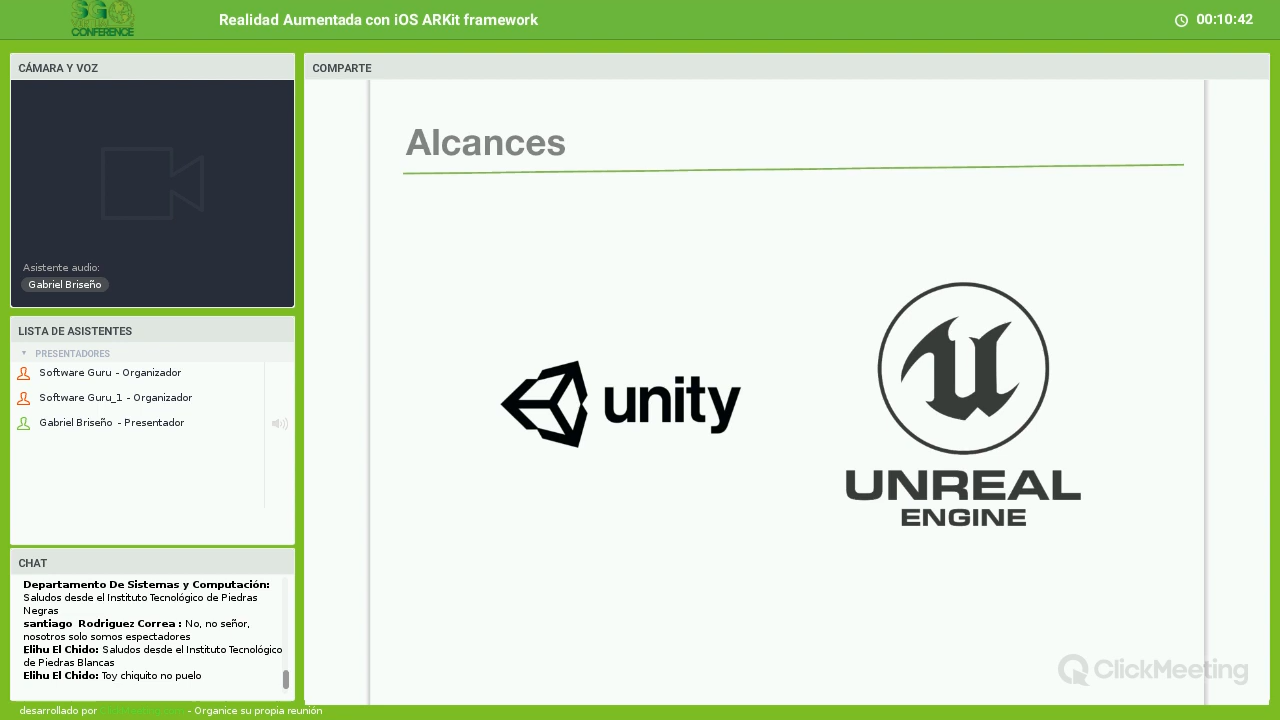 SG VIRTUAL CONFERENCE
Realidad Aumentada con iOS ARKit framework
00:10:42
CÁMARA Y VOZ
Asistente audio:
Gabriel Briseño
LISTA DE ASISTENTES
PRESENTADORES
Software Guru - Organizador
Software Guru_1 - Organizador
Gabriel Briseño - Presentador
CHAT
Departamento De Sistemas y Computación:
Saludos desde el Instituto Tecnológico de Piedras
Negras
santiago Rodriguez Correa : No, no señor,
nosotros solo somos espectadores
Elihu El Chido: Saludos desde el Instituto Tecnológico
de Piedras Blancas
Elihu El Chido: Toy chiquito no puelo
desarrollado por - Organice su propia reunión
COMPARTE
Alcances
unity
UNREAL
ENGINE
ClickMeeting